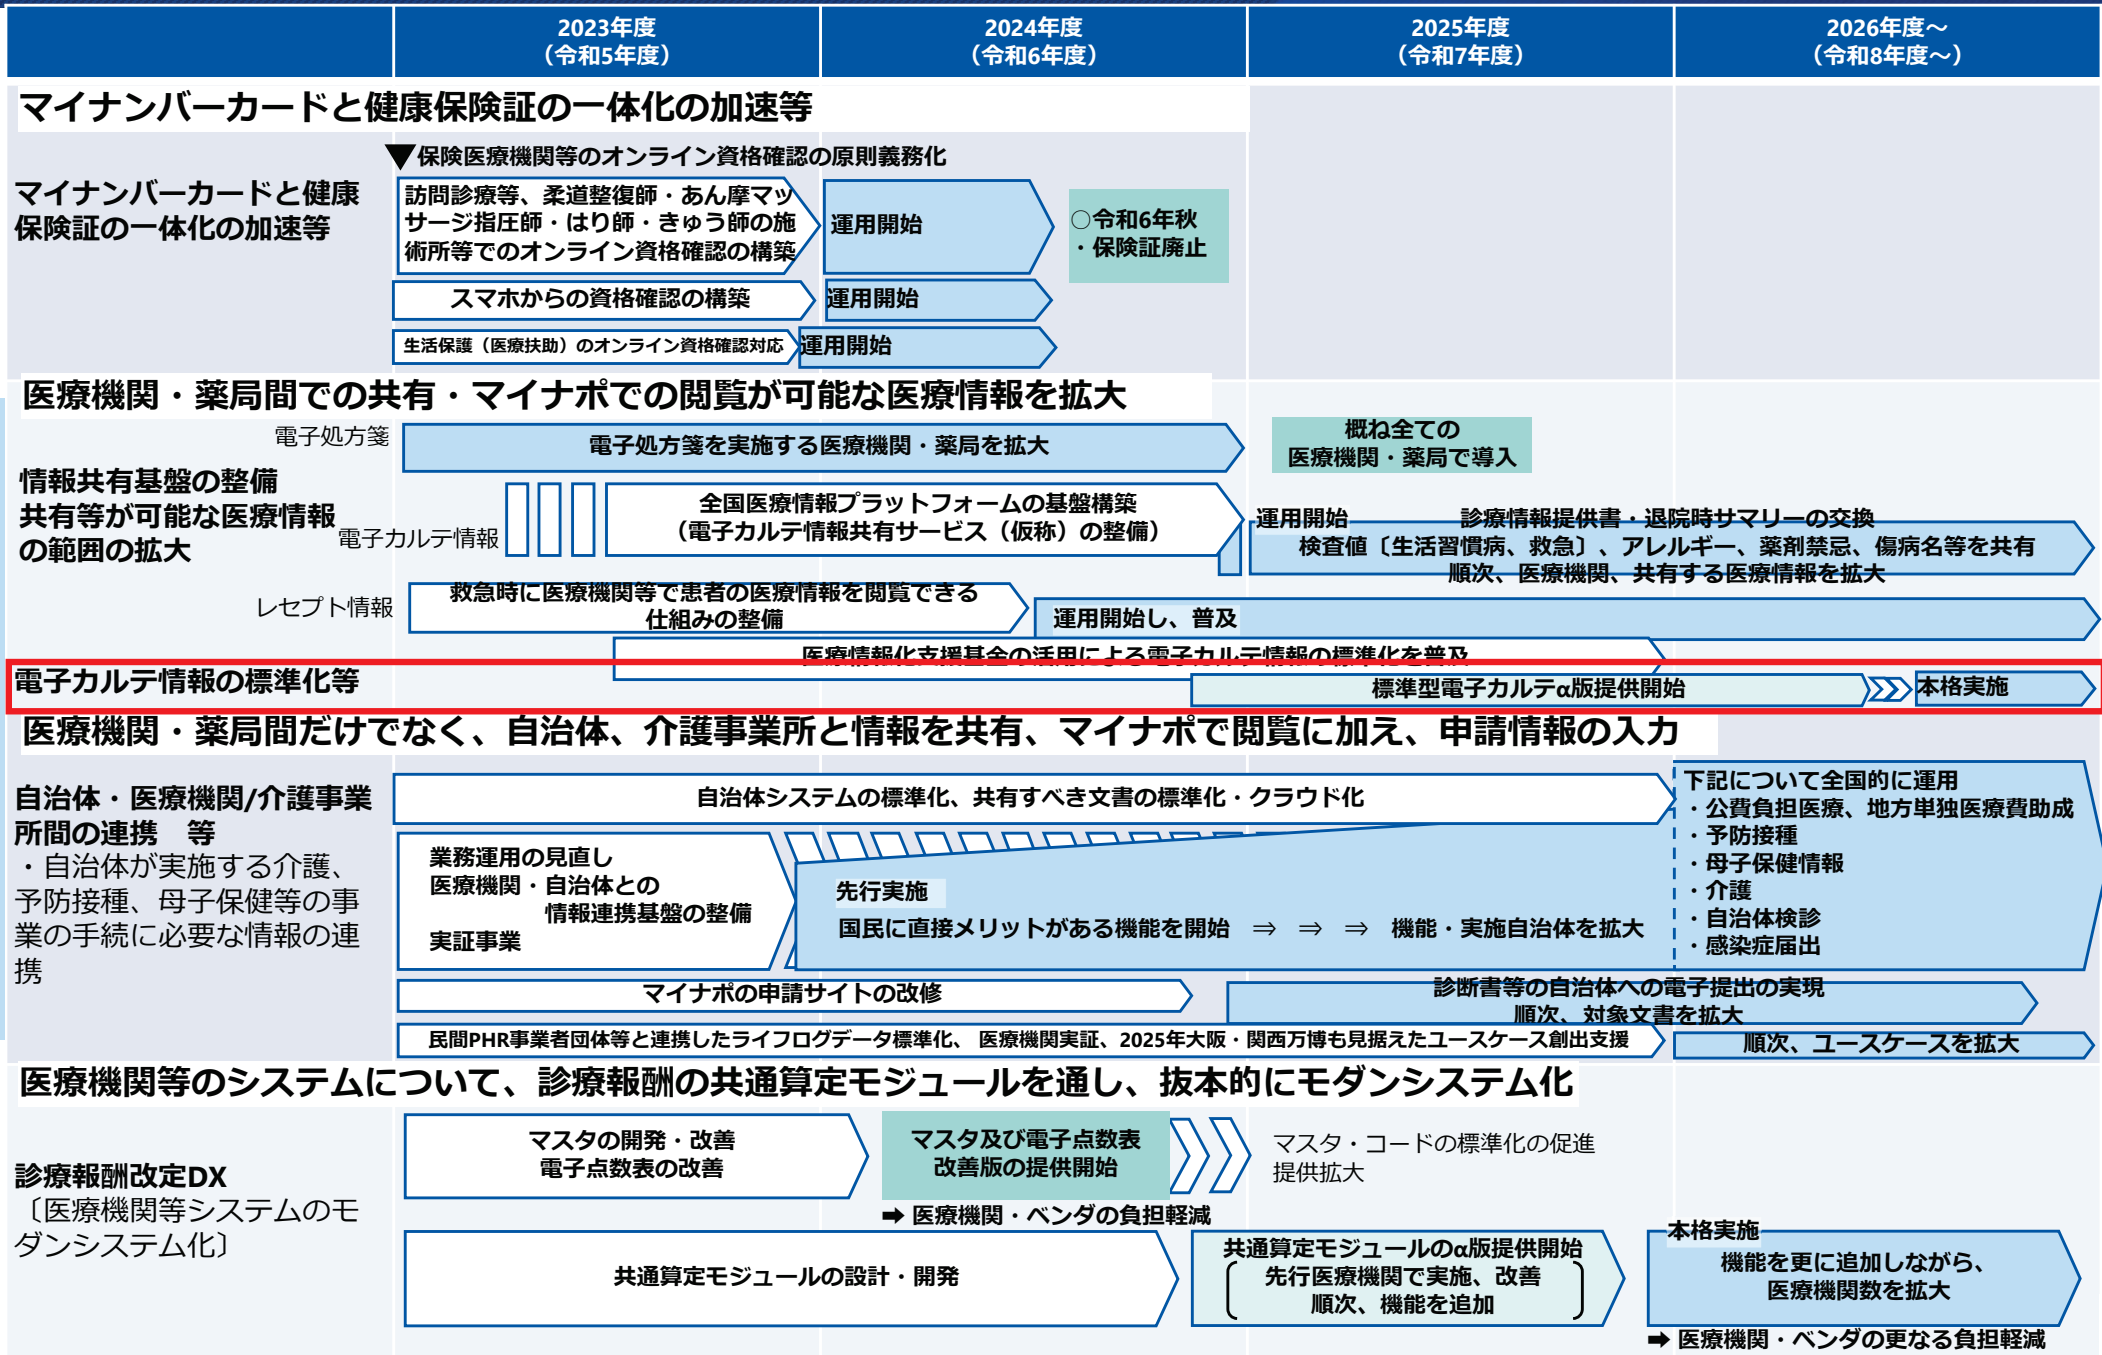 2023年度
（令和5年度）
2024年度
（令和6年度）
2025年度
（令和7年度）
2026年度～
（令和8年度～）
マイナンバーカードと健康保険証の一体化の加速等
マイナンバーカードと健康
保険証の一体化の加速等
▼保険医療機関等のオンライン資格確認の原則義務化
訪問診療等、柔道整復師・あん摩マッ
サージ指圧師・はり師・きゅう師の施
術所等でのオンライン資格確認の構築
運用開始
○令和6年秋
・保険証廃止
スマホからの資格確認の構築
運用開始
生活保護（医療扶助）のオンライン資格確認対応
運用開始
医療機関・薬局間での共有・マイナポでの閲覧が可能な医療情報を拡大
情報共有基盤の整備
共有等が可能な医療情報
の範囲の拡大
電子処方箋
電子処方箋を実施する医療機関・薬局を拡大
概ね全ての
医療機関・薬局で導入
電子カルテ情報
全国医療情報プラットフォームの基盤構築
（電子カルテ情報共有サービス（仮称）の整備）
運用開始
診療情報提供書・退院時サマリーの交換
検査値〔生活習慣病、救急〕、アレルギー、薬剤禁忌、傷病名等を共有
順次、医療機関、共有する医療情報を拡大
レセプト情報
救急時に医療機関等で患者の医療情報を閲覧できる
仕組みの整備
運用開始し、普及
医療情報化支援基金の活用による電子カルテ情報の標準化を普及
電子カルテ情報の標準化等
標準型電子カルテα版提供開始
本格実施
医療機関・薬局間だけでなく、自治体、介護事業所と情報を共有、マイナポで閲覧に加え、申請情報の入力
自治体・医療機関/介護事業
所間の連携　等
・自治体が実施する介護、
予防接種、母子保健等の事
業の手続に必要な情報の連
携
自治体システムの標準化、共有すべき文書の標準化・クラウド化
業務運用の見直し
医療機関・自治体との
情報連携基盤の整備
実証事業
先行実施
国民に直接メリットがある機能を開始　⇒　⇒　⇒　機能・実施自治体を拡大
下記について全国的に運用
・公費負担医療、地方単独医療費助成
・予防接種
・母子保健情報
・介護
・自治体検診
・感染症届出
マイナポの申請サイトの改修
診断書等の自治体への電子提出の実現
順次、対象文書を拡大
民間PHR事業者団体等と連携したライフログデータ標準化、 医療機関実証、2025年大阪・関西万博も見据えたユースケース創出支援
順次、ユースケースを拡大
医療機関等のシステムについて、診療報酬の共通算定モジュールを通し、抜本的にモダンシステム化
診療報酬改定DX
〔医療機関等システムのモ
ダンシステム化〕
マスタの開発・改善
電子点数表の改善
マスタ及び電子点数表
改善版の提供開始
マスタ・コードの標準化の促進
提供拡大
➡ 医療機関・ベンダの負担軽減
共通算定モジュールの設計・開発
共通算定モジュールのα版提供開始
先行医療機関で実施、改善
順次、機能を追加
本格実施
機能を更に追加しながら、
医療機関数を拡大
➡ 医療機関・ベンダの更なる負担軽減